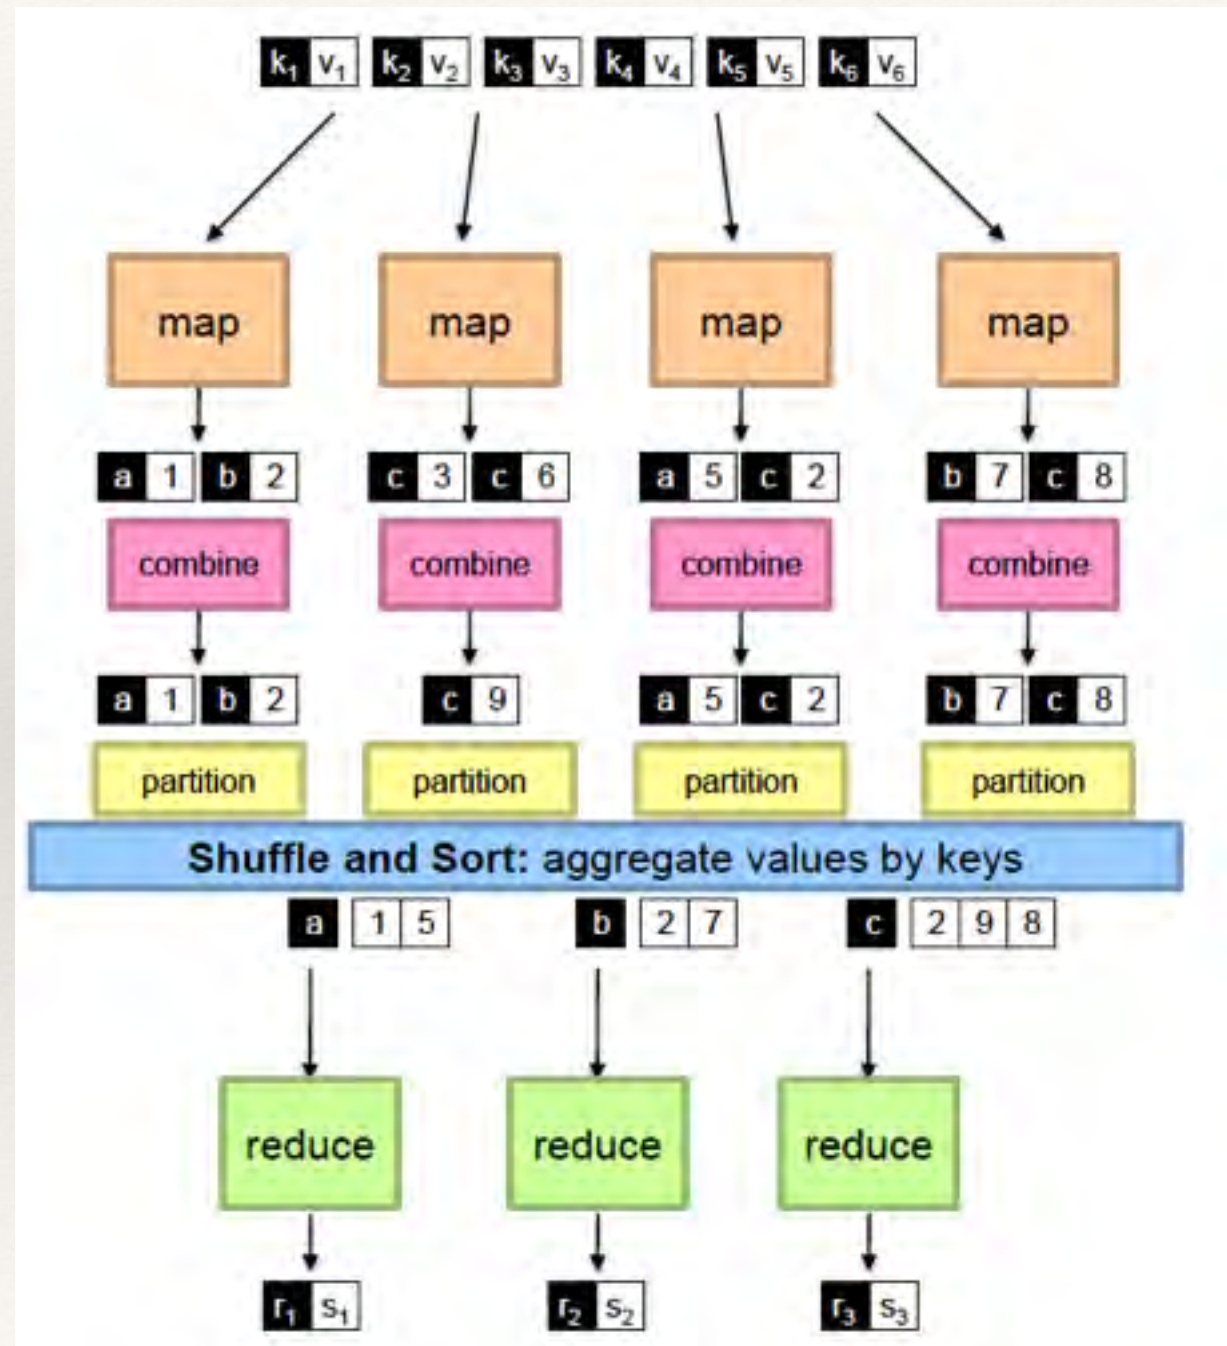 k₁ v₁ k₂ v₂ k₃ v₃ k₄ v₄ k₅ v₅ k₆ v₆
map map map map
a 1 b 2 c 3 c 6 a 5 c 2 b 7 c 8
combine combine combine combine
a 1 b 2 c 9 a 5 c 2 b 7 c 8
partition partition partition partition
Shuffle and Sort: aggregate values by keys
a 1 5 b 2 7 c 2 9 8
reduce reduce reduce
r₁ s₁ r₂ s₂ r₃ s₃